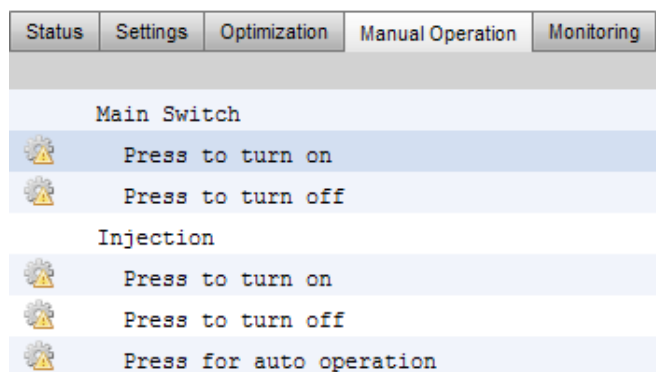 Status Settings Optimization Manual Operation Monitoring
Main Switch
Press to turn on
Press to turn off
Injection
Press to turn on
Press to turn off
Press for auto operation